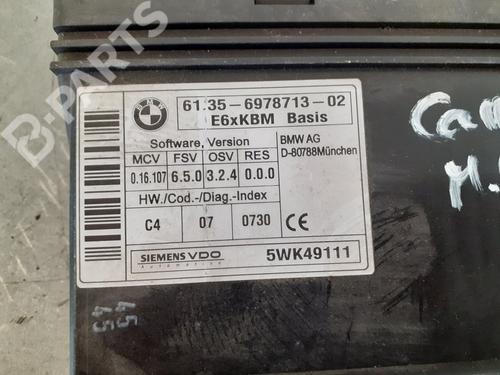 BMW
61.35-6978713-02
E6xKBM Basis
Software, Version
BMW AG
D-80788München
MCV FSV OSV RES
0.16.107 6.5.0 3.2.4 0.0.0
HW./Cod.-/Diag.-Index
C4 07 0730 CE
SIEMENS VDO
Automotive
5WK49111
45
45